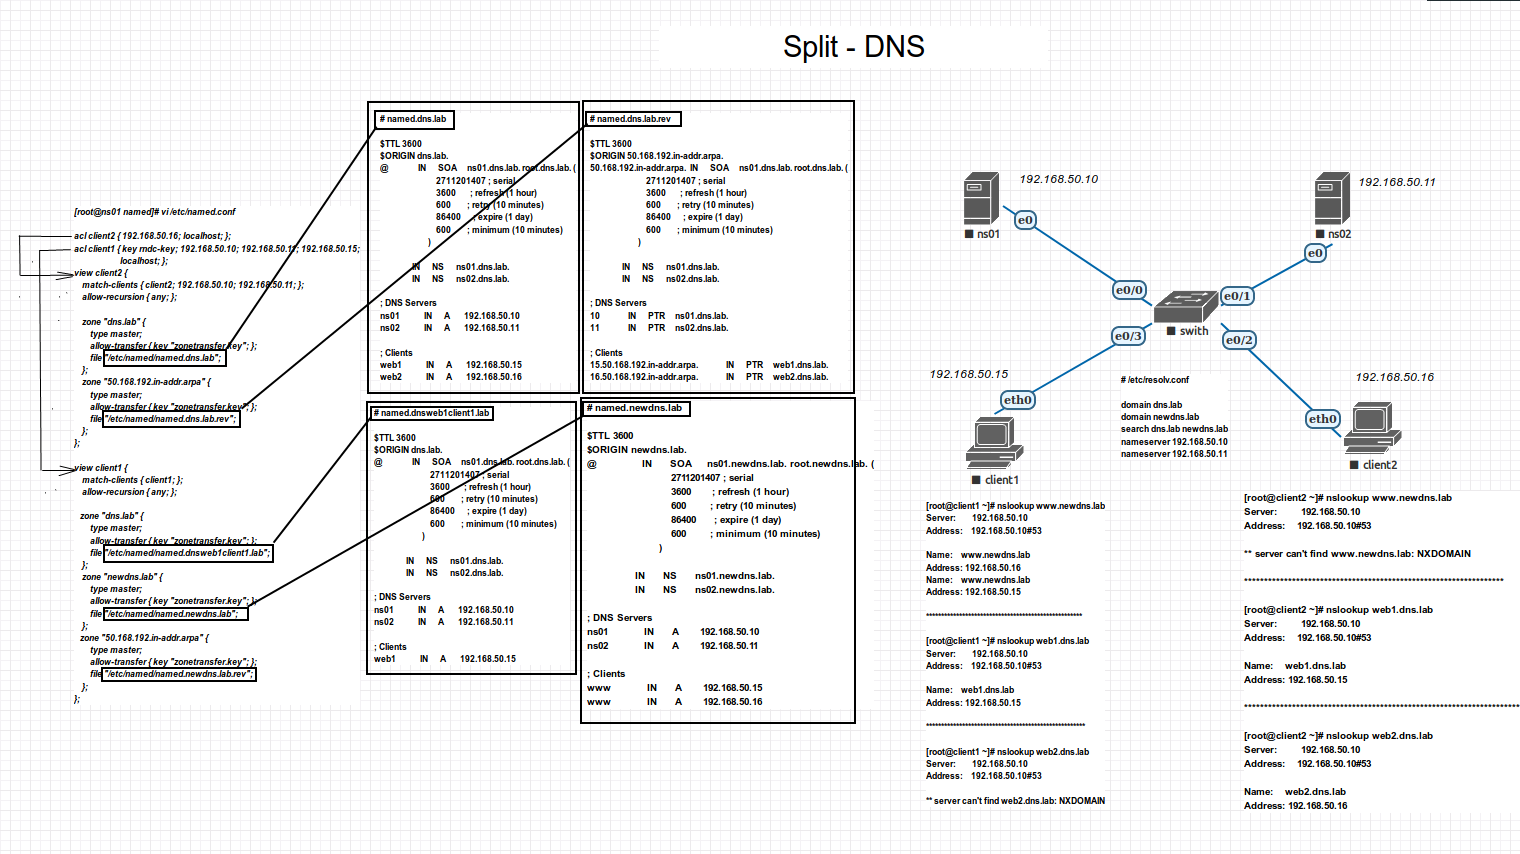 Split - DNS
[root@ns01 named]# vi /etc/named.conf
acl client2 { 192.168.50.16; localhost; };
acl client1 { key rndc-key; 192.168.50.10; 192.168.50.11; 192.168.50.15;
localhost; };
view client2 {
match-clients { client2; 192.168.50.10; 192.168.50.11; };
allow-recursion { any; };
zone "dns.lab" {
type master;
allow-transfer { key "zonetransfer.key"; };
file "/etc/named/named.dns.lab";
};
zone "50.168.192.in-addr.arpa" {
type master;
allow-transfer { key "zonetransfer.key"; };
file "/etc/named/named.dns.lab.rev";
};
};
view client1 {
match-clients { client1; };
allow-recursion { any; };
zone "dns.lab" {
type master;
allow-transfer { key "zonetransfer.key"; };
file "/etc/named/named.dnsweb1client1.lab";
};
zone "newdns.lab" {
type master;
allow-transfer { key "zonetransfer.key"; };
file "/etc/named/named.newdns.lab";
};
zone "50.168.192.in-addr.arpa" {
type master;
allow-transfer { key "zonetransfer.key"; };
file "/etc/named/named.newdns.lab.rev";
};
};
# named.dns.lab
$TTL 3600
$ORIGIN dns.lab.
@ IN SOA ns01.dns.lab. root.dns.lab. (
2711201407 ; serial
3600 ; refresh (1 hour)
600 ; retry (10 minutes)
86400 ; expire (1 day)
600 ; minimum (10 minutes)
)
IN NS ns01.dns.lab.
IN NS ns02.dns.lab.
; DNS Servers
ns01 IN A 192.168.50.10
ns02 IN A 192.168.50.11
; Clients
web1 IN A 192.168.50.15
web2 IN A 192.168.50.16
# named.dns.lab.rev
$TTL 3600
$ORIGIN 50.168.192.in-addr.arpa.
50.168.192.in-addr.arpa. IN SOA ns01.dns.lab. root.dns.lab. (
2711201407 ; serial
3600 ; refresh (1 hour)
600 ; retry (10 minutes)
86400 ; expire (1 day)
600 ; minimum (10 minutes)
)
IN NS ns01.dns.lab.
IN NS ns02.dns.lab.
; DNS Servers
10 IN PTR ns01.dns.lab.
11 IN PTR ns02.dns.lab.
; Clients
15.50.168.192.in-addr.arpa. IN PTR web1.dns.lab.
16.50.168.192.in-addr.arpa. IN PTR web2.dns.lab.
# named.dnsweb1client1.lab
$TTL 3600
$ORIGIN dns.lab.
@ IN SOA ns01.dns.lab. root.dns.lab. (
2711201407 ; serial
3600 ; refresh (1 hour)
600 ; retry (10 minutes)
86400 ; expire (1 day)
600 ; minimum (10 minutes)
)
IN NS ns01.dns.lab.
IN NS ns02.dns.lab.
; DNS Servers
ns01 IN A 192.168.50.10
ns02 IN A 192.168.50.11
; Clients
web1 IN A 192.168.50.15
# named.newdns.lab
$TTL 3600
$ORIGIN newdns.lab.
@ IN SOA ns01.newdns.lab. root.newdns.lab. (
2711201407 ; serial
3600 ; refresh (1 hour)
600 ; retry (10 minutes)
86400 ; expire (1 day)
600 ; minimum (10 minutes)
)
IN NS ns01.newdns.lab.
IN NS ns02.newdns.lab.
; DNS Servers
ns01 IN A 192.168.50.10
ns02 IN A 192.168.50.11
; Clients
www IN A 192.168.50.15
www IN A 192.168.50.16
192.168.50.10
ns01
e0
192.168.50.11
ns02
e0
e0/0
e0/1
swith
e0/3
e0/2
192.168.50.15
eth0
client1
192.168.50.16
eth0
client2
# /etc/resolv.conf
domain dns.lab
domain newdns.lab
search dns.lab newdns.lab
nameserver 192.168.50.10
nameserver 192.168.50.11
[root@client1 ~]# nslookup www.newdns.lab
Server: 192.168.50.10
Address: 192.168.50.10#53
Name: www.newdns.lab
Address: 192.168.50.16
Name: www.newdns.lab
Address: 192.168.50.15
****************************************************
[root@client1 ~]# nslookup web1.dns.lab
Server: 192.168.50.10
Address: 192.168.50.10#53
Name: web1.dns.lab
Address: 192.168.50.15
*****************************************************
[root@client1 ~]# nslookup web2.dns.lab
Server: 192.168.50.10
Address: 192.168.50.10#53
** server can't find web2.dns.lab: NXDOMAIN
[root@client2 ~]# nslookup www.newdns.lab
Server: 192.168.50.10
Address: 192.168.50.10#53
** server can't find www.newdns.lab: NXDOMAIN
*****************************************************************
[root@client2 ~]# nslookup web1.dns.lab
Server: 192.168.50.10
Address: 192.168.50.10#53
Name: web1.dns.lab
Address: 192.168.50.15
*********************************************************************
[root@client2 ~]# nslookup web2.dns.lab
Server: 192.168.50.10
Address: 192.168.50.10#53
Name: web2.dns.lab
Address: 192.168.50.16